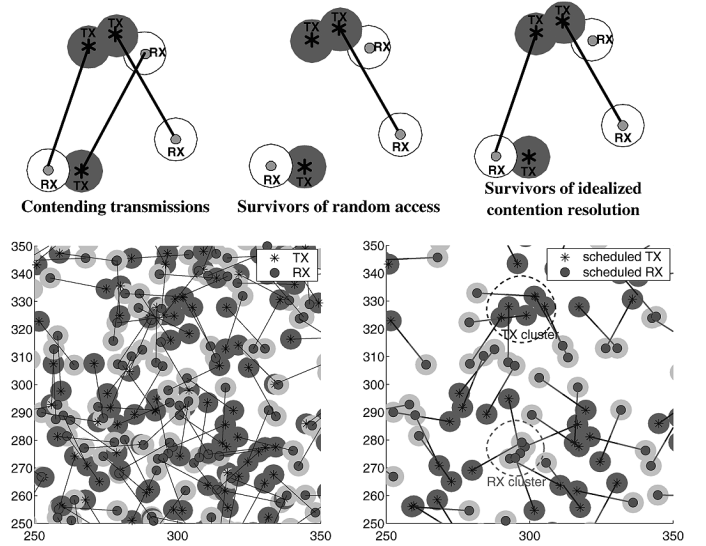 TX
TX
RX
RX
RX
TX
Contending transmissions
TX
TX
RX
RX
RX
TX
Survivors of random access
TX
TX
RX
RX
RX
TX
Survivors of idealized
contention resolution
350
340
330
320
310
300
290
280
270
260
250
250
300
350
TX
RX
350
340
330
320
310
300
290
280
270
260
250
250
300
350
scheduled TX
scheduled RX
TX cluster
RX cluster